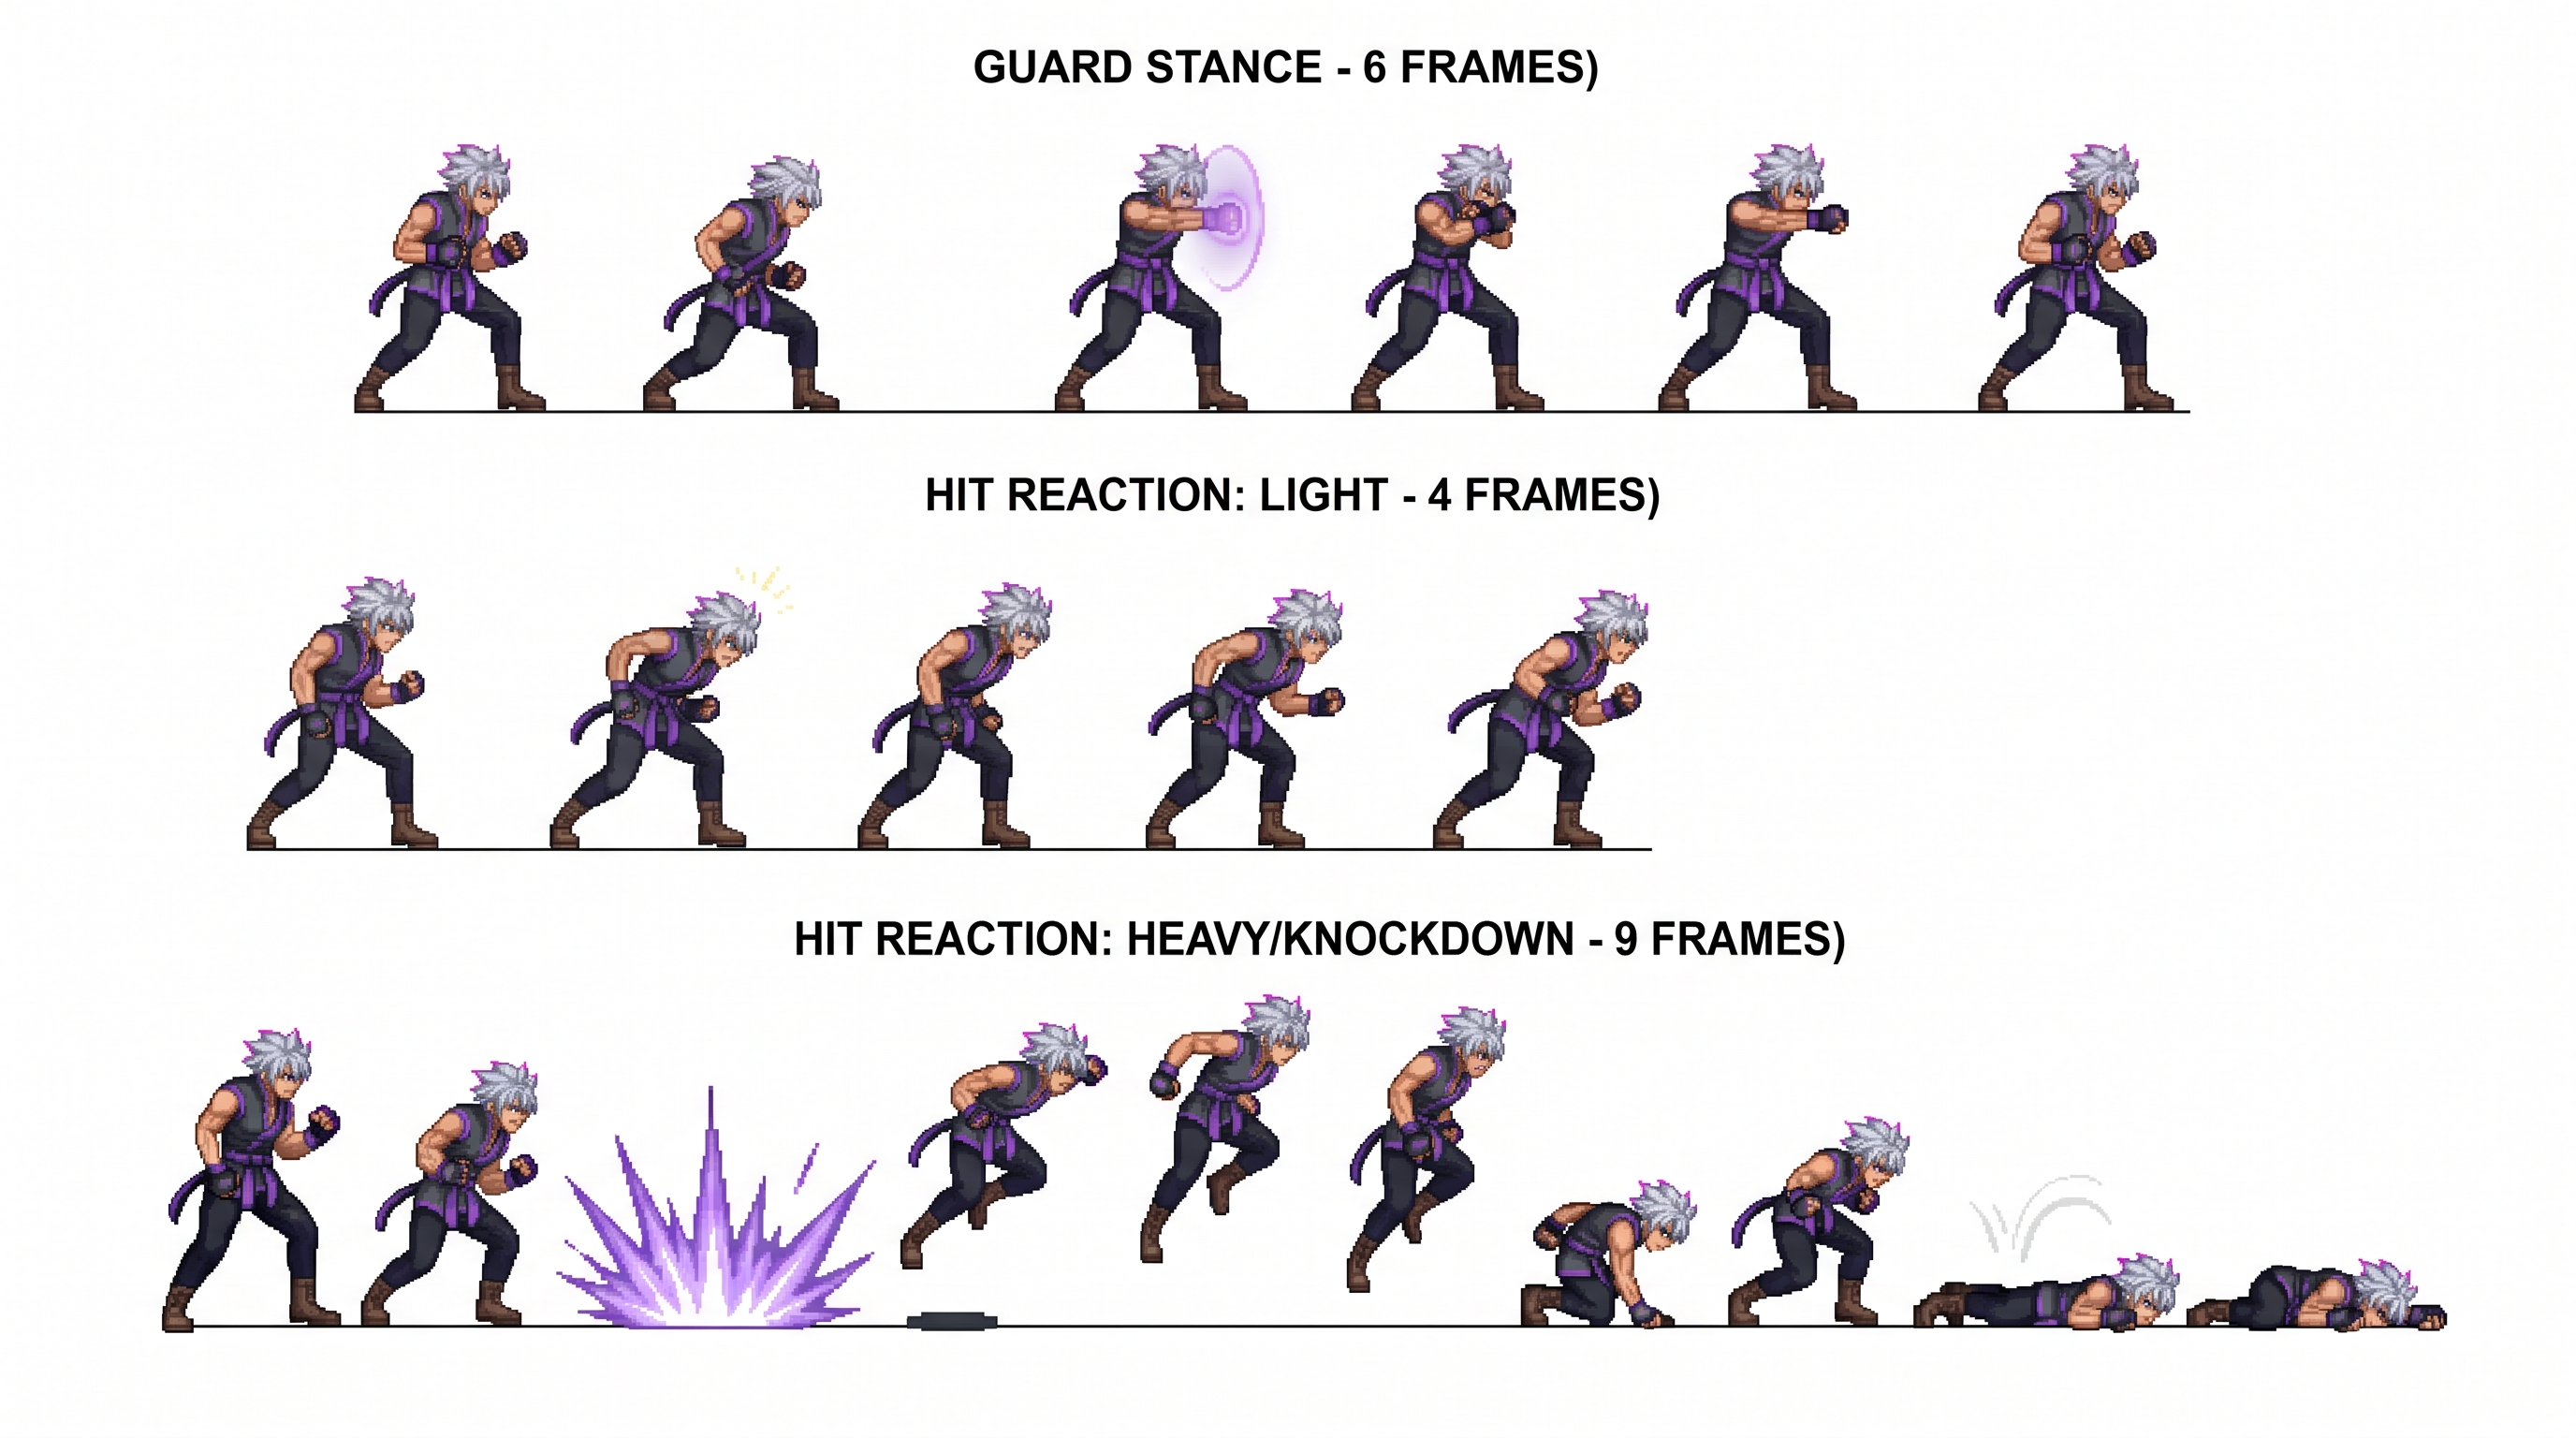 GUARD STANCE - 6 FRAMES)
HIT REACTION: LIGHT - 4 FRAMES)
HIT REACTION: HEAVY/KNOCKDOWN - 9 FRAMES)